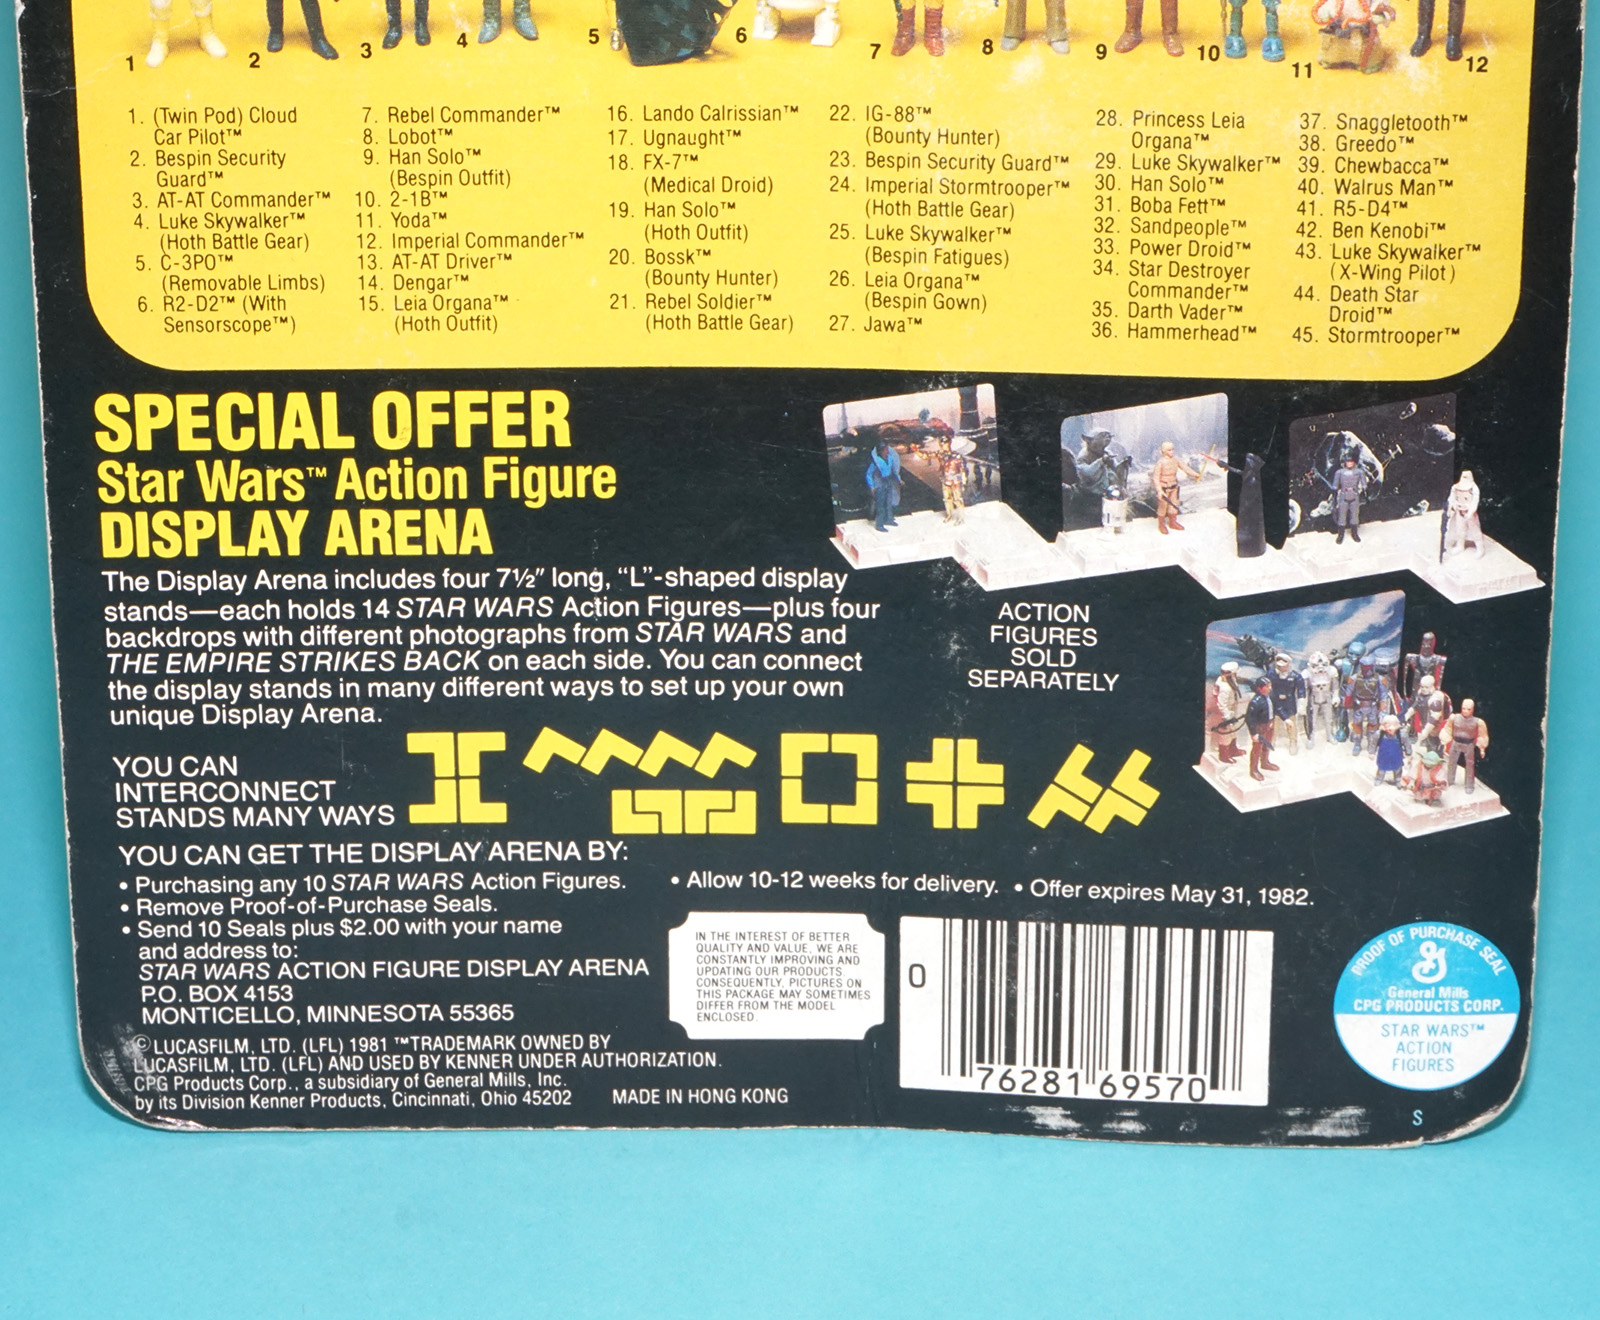 1 2 3 4 5 6 7 8 9 10 11 12
1. (Twin Pod) Cloud
Car Pilot™
2. Bespin Security
Guard™
3. AT-AT Commander™
4. Luke Skywalker™
(Hoth Battle Gear)
5. C-3PO™
(Removable Limbs)
6. R2-D2™ (With
Sensorscope™)
7. Rebel Commander™
8. Lobot™
9. Han Solo™
(Bespin Outfit)
10. 2-1B™
11. Yoda™
12. Imperial Commander™
13. AT-AT Driver™
14. Dengar™
15. Leia Organa™
(Hoth Outfit)
16. Lando Calrissian™
17. Ugnaught™
18. FX-7™
(Medical Droid)
19. Han Solo™
(Hoth Outfit)
20. Bossk™
(Bounty Hunter)
21. Rebel Soldier™
(Hoth Battle Gear)
22. IG-88™
(Bounty Hunter)
23. Bespin Security Guard™
24. Imperial Stormtrooper™
(Hoth Battle Gear)
25. Luke Skywalker™
(Bespin Fatigues)
26. Leia Organa™
(Bespin Gown)
27. Jawa™
28. Princess Leia
Organa™
29. Luke Skywalker™
30. Han Solo™
31. Boba Fett™
32. Sandpeople™
33. Power Droid™
34. Star Destroyer
Commander™
35. Darth Vader™
36. Hammerhead™
37. Snaggletooth™
38. Greedo™
39. Chewbacca™
40. Walrus Man™
41. R5-D4™
42. Ben Kenobi™
43. Luke Skywalker™
(X-Wing Pilot)
44. Death Star
Droid™
45. Stormtrooper™
SPECIAL OFFER
Star Wars™ Action Figure
DISPLAY ARENA
The Display Arena includes four 7½″ long, “L”-shaped display
stands—each holds 14 STAR WARS Action Figures—plus four
backdrops with different photographs from STAR WARS and
THE EMPIRE STRIKES BACK on each side. You can connect
the display stands in many different ways to set up your own
unique Display Arena.
ACTION
FIGURES
SOLD
SEPARATELY
YOU CAN
INTERCONNECT
STANDS MANY WAYS
YOU CAN GET THE DISPLAY ARENA BY:
• Purchasing any 10 STAR WARS Action Figures.
• Remove Proof-of-Purchase Seals.
• Send 10 Seals plus $2.00 with your name
and address to:
STAR WARS ACTION FIGURE DISPLAY ARENA
P.O. BOX 4153
MONTICELLO, MINNESOTA 55365
• Allow 10-12 weeks for delivery. • Offer expires May 31, 1982.
IN THE INTEREST OF BETTER
QUALITY AND VALUE, WE ARE
CONSTANTLY IMPROVING AND
UPDATING OUR PRODUCTS.
CONSEQUENTLY, PICTURES ON
THIS PACKAGE MAY SOMETIMES
DIFFER FROM THE MODEL
ENCLOSED.
0
76281 69570
PROOF OF PURCHASE SEAL
General Mills
CPG PRODUCTS CORP.
STAR WARS™
ACTION
FIGURES
S
© LUCASFILM, LTD. (LFL) 1981 ™TRADEMARK OWNED BY
LUCASFILM, LTD. (LFL) AND USED BY KENNER UNDER AUTHORIZATION.
CPG Products Corp., a subsidiary of General Mills, Inc.
by its Division Kenner Products, Cincinnati, Ohio 45202
MADE IN HONG KONG